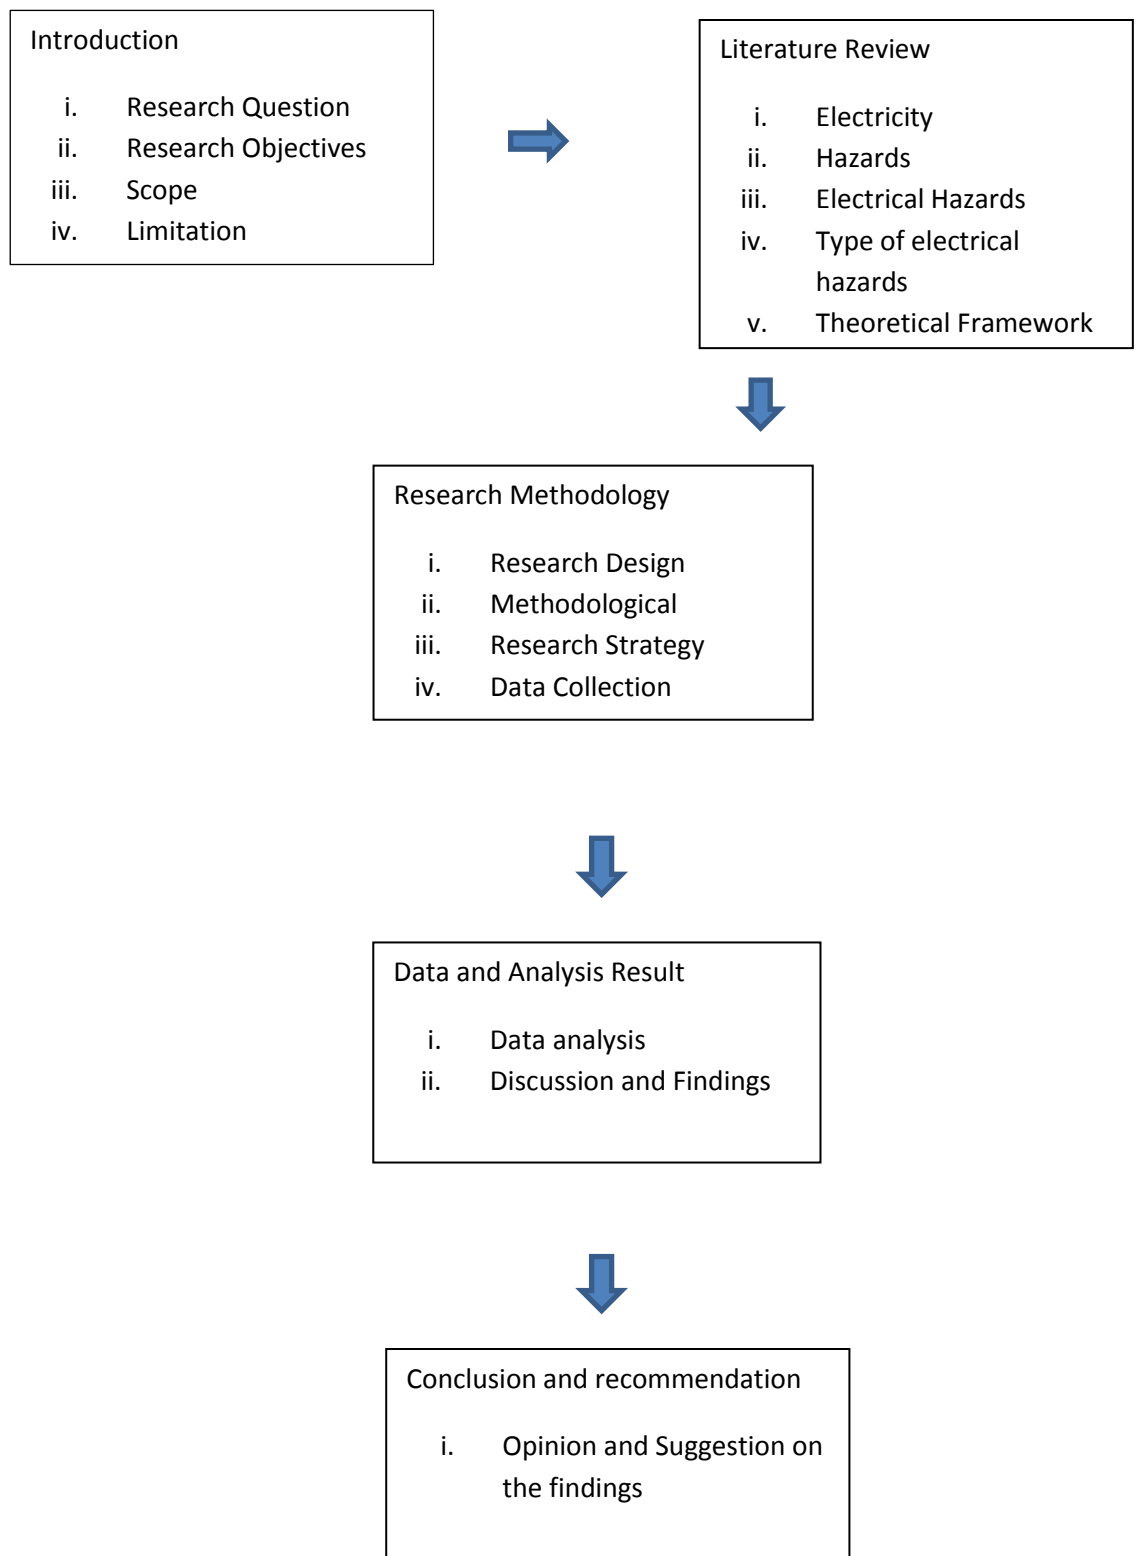 Introduction
i. Research Question
ii. Research Objectives
iii. Scope
iv. Limitation
Literature Review
i. Electricity
ii. Hazards
iii. Electrical Hazards
iv. Type of electrical
hazards
v. Theoretical Framework
Research Methodology
i. Research Design
ii. Methodological
iii. Research Strategy
iv. Data Collection
Data and Analysis Result
i. Data analysis
ii. Discussion and Findings
Conclusion and recommendation
i. Opinion and Suggestion on
the findings